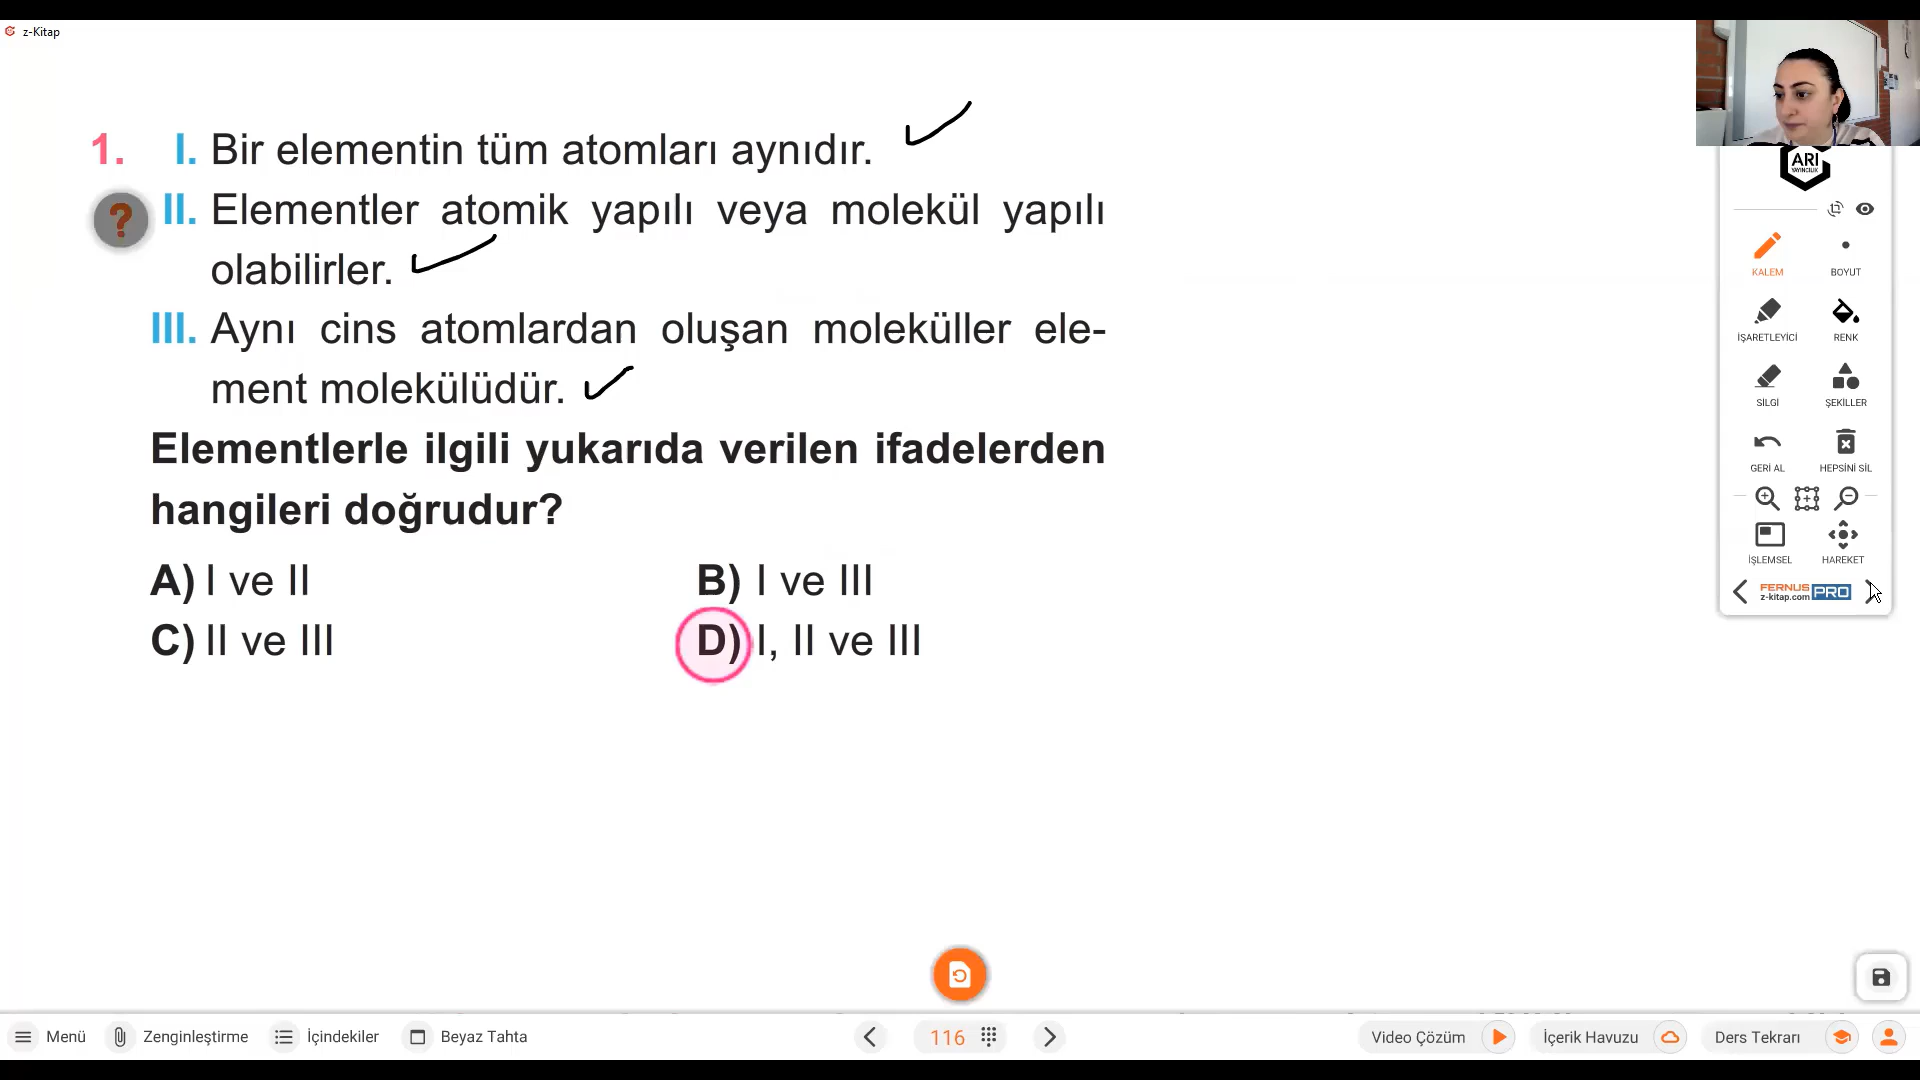 z-Kitap
1. I. Bir elementin tüm atomları aynıdır.
? II. Elementler atomik yapılı veya molekül yapılı
olabilirler.
III. Aynı cins atomlardan oluşan moleküller ele-
ment molekülüdür.
Elementlerle ilgili yukarıda verilen ifadelerden
hangileri doğrudur?
A) I ve II
B) I ve III
C) II ve III
D) I, II ve III
ARI
YAYINCILIK
KALEM
BOYUT
İŞARETLEYİCİ
RENK
SİLGİ
ŞEKİLLER
GERİ AL
HEPSİNİ SİL
İŞLEMSEL
HAREKET
FERNUS
z-kitap.com PRO
Menü
Zenginleştirme
İçindekiler
Beyaz Tahta
116
Video Çözüm
İçerik Havuzu
Ders Tekrarı